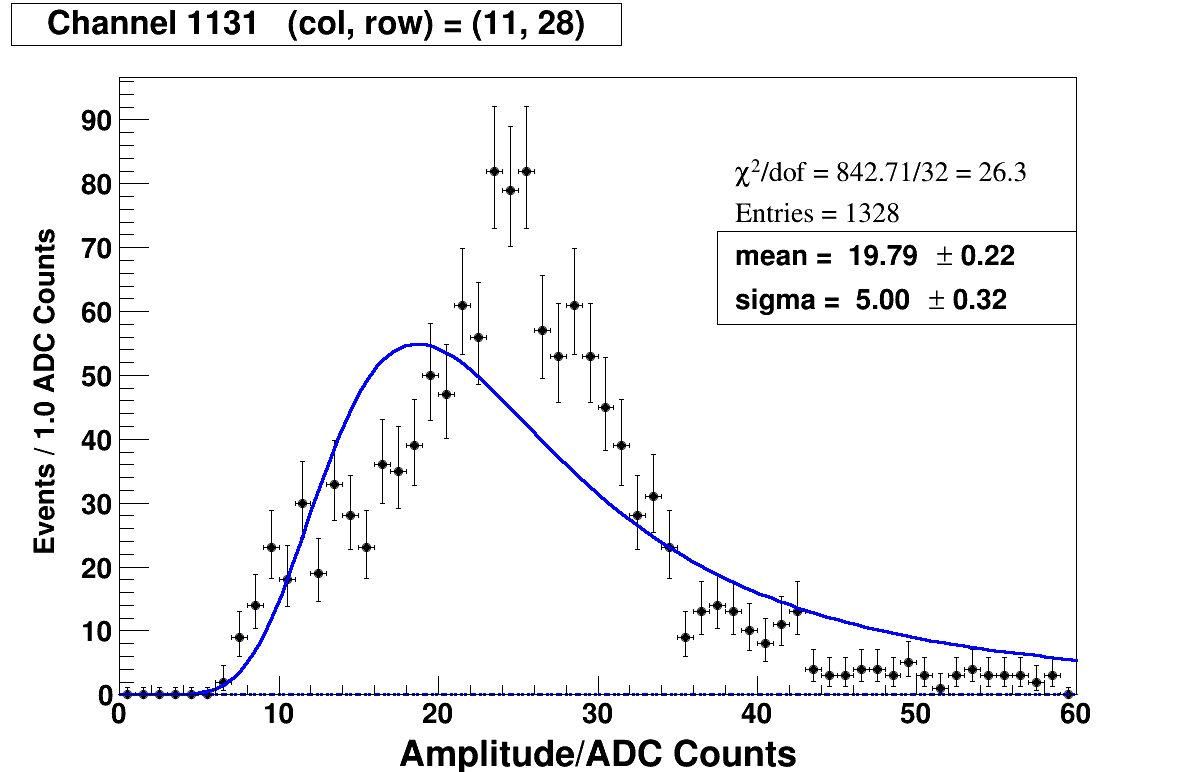 Channel 1131 (col, row) = (11, 28)
χ²/dof = 842.71/32 = 26.3
Entries = 1328
mean = 19.79 ± 0.22
sigma = 5.00 ± 0.32
Events / 1.0 ADC Counts
90
80
70
60
50
40
30
20
10
0
0 10 20 30 40 50 60
Amplitude/ADC Counts